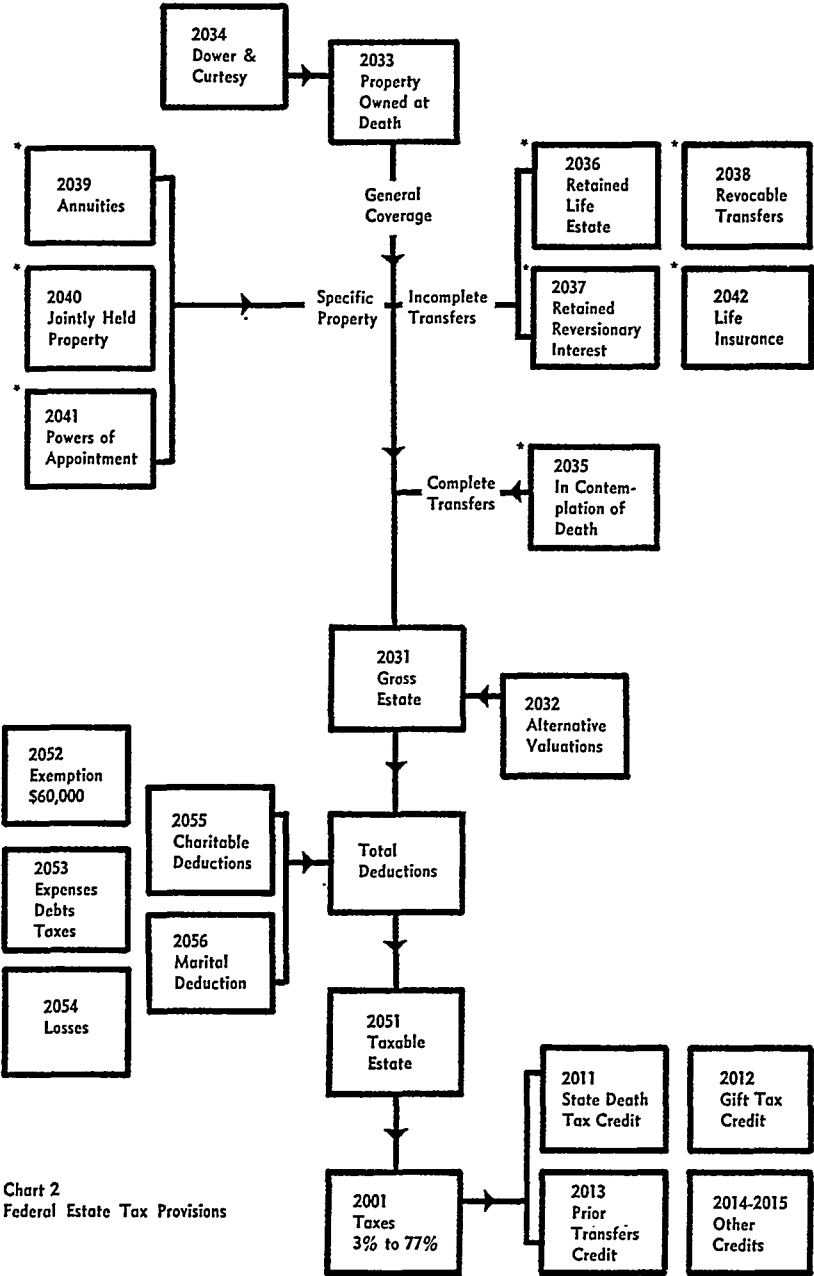 2034
Dower &
Curtesy
2033
Property
Owned at
Death
General
Coverage
*
2039
Annuities
*
2040
Jointly Held
Property
*
2041
Powers of
Appointment
Specific
Property
Incomplete
Transfers
*
2036
Retained
Life
Estate
*
2038
Revocable
Transfers
*
2037
Retained
Reversionary
Interest
*
2042
Life
Insurance
Complete
Transfers
*
2035
In Contem-
plation of
Death
2031
Gross
Estate
2032
Alternative
Valuations
2052
Exemption
$60,000
2053
Expenses
Debts
Taxes
2054
Losses
2055
Charitable
Deductions
2056
Marital
Deduction
Total
Deductions
2051
Taxable
Estate
2001
Taxes
3% to 77%
2011
State Death
Tax Credit
2012
Gift Tax
Credit
2013
Prior
Transfers
Credit
2014-2015
Other
Credits
Chart 2
Federal Estate Tax Provisions